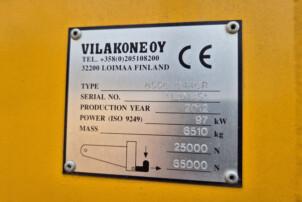 VILAKONE OY CE
TEL. +358(0)205108200
32200 LOIMAA FINLAND
TYPE
SERIAL NO.
PRODUCTION YEAR 2012
POWER (ISO 9249) 97 kW
MASS 8510 kg
25000 N
65000 N